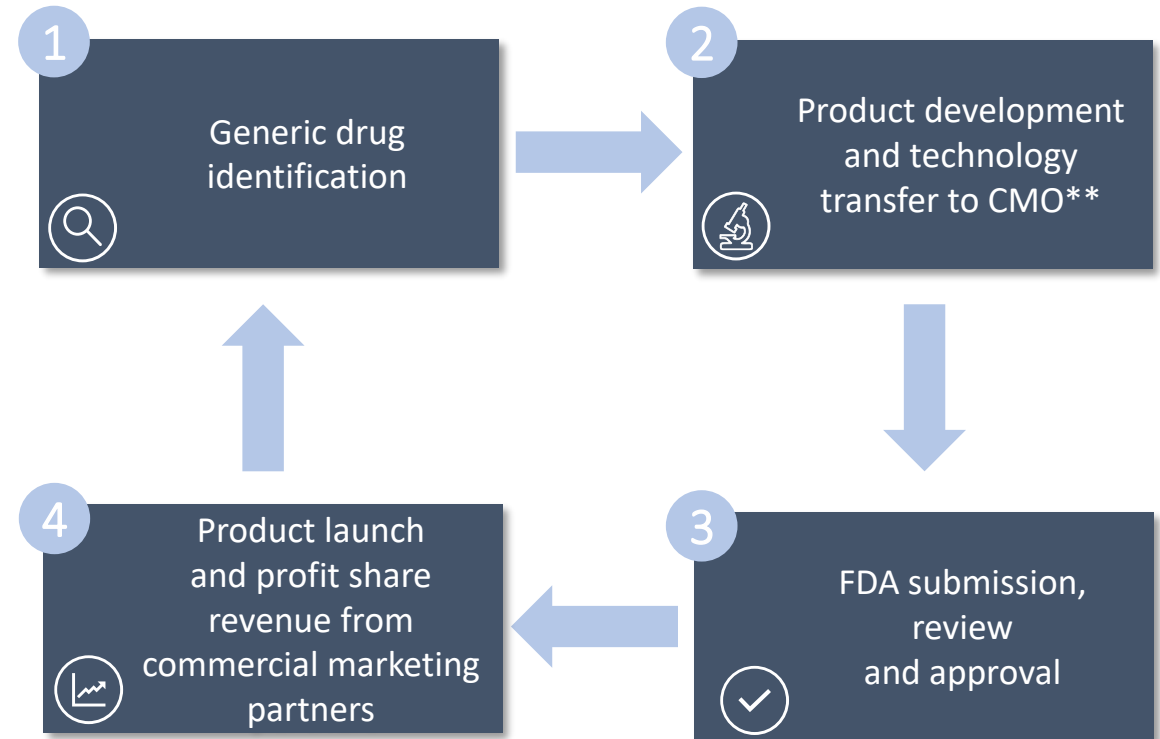 1
Generic drug
identification
2
Product development
and technology
transfer to CMO**
3
FDA submission,
review
and approval
4
Product launch
and profit share
revenue from
commercial marketing
partners